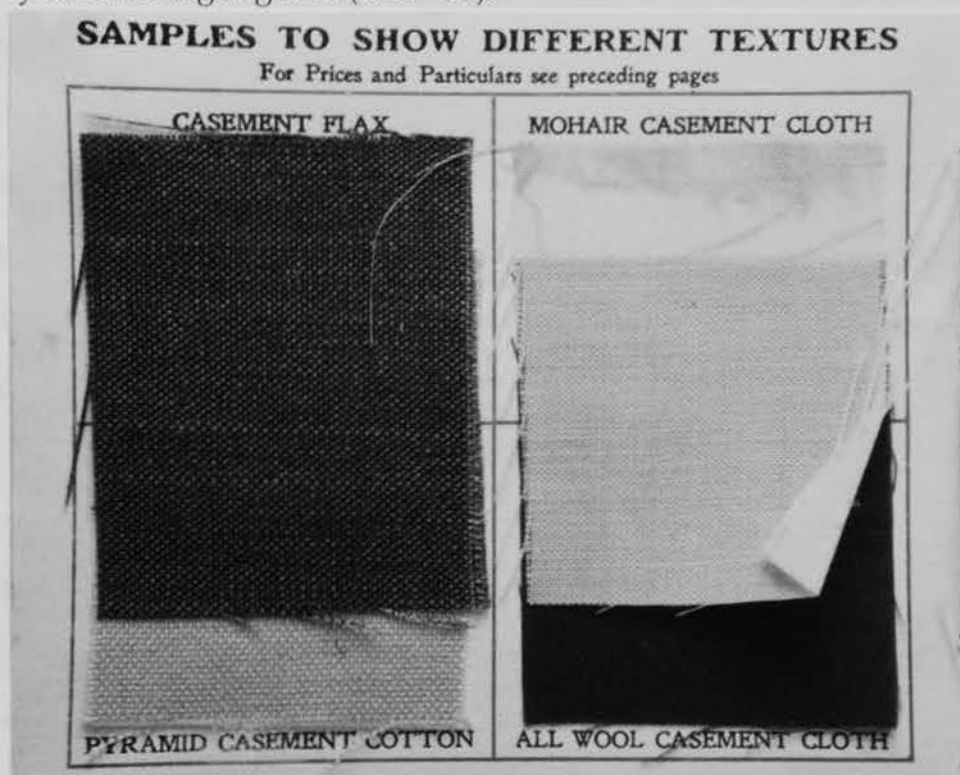 SAMPLES TO SHOW DIFFERENT TEXTURES
For Prices and Particulars see preceding pages
CASEMENT FLAX
MOHAIR CASEMENT CLOTH
PYRAMID CASEMENT COTTON
ALL WOOL CASEMENT CLOTH